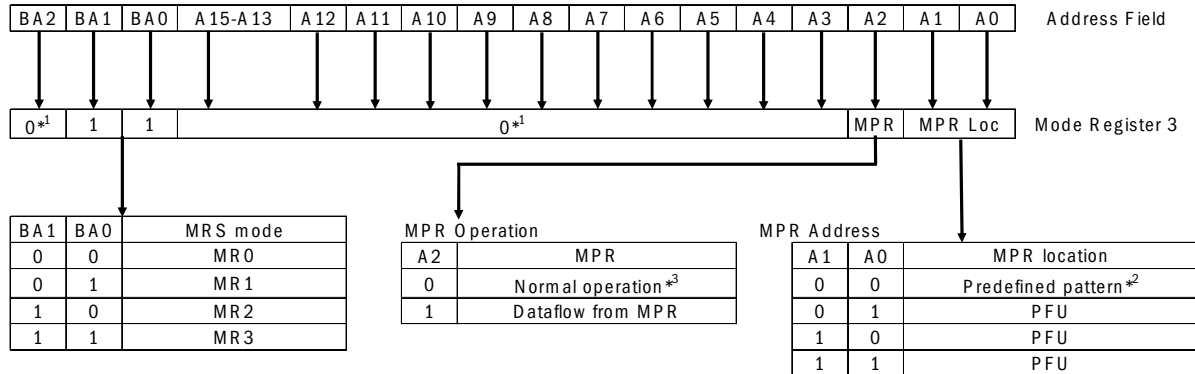 BA2 BA1 BA0 A15-A13 A12 A11 A10 A9 A8 A7 A6 A5 A4 A3 A2 A1 A0 Address Field
0*1 1 1 0*1 MPR MPR Loc Mode Register 3
BA1 BA0 MRS mode
0 0 MR0
0 1 MR1
1 0 MR2
1 1 MR3
MPR Operation
A2 MPR
0 Normal operation*3
1 Dataflow from MPR
MPR Address
A1 A0 MPR location
0 0 Predefined pattern*2
0 1 PFU
1 0 PFU
1 1 PFU